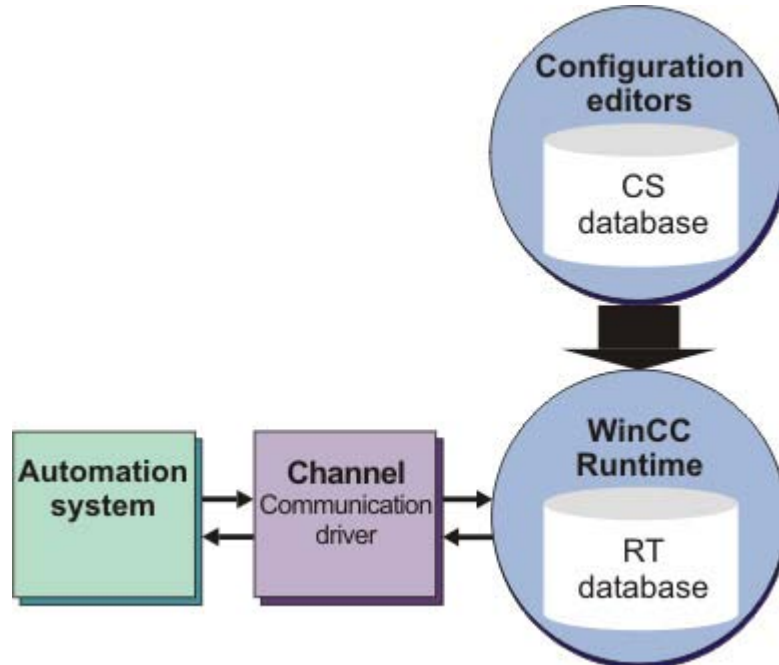 Configuration
editors
CS
database
Automation
system
Channel
Communication
driver
WinCC
Runtime
RT
database